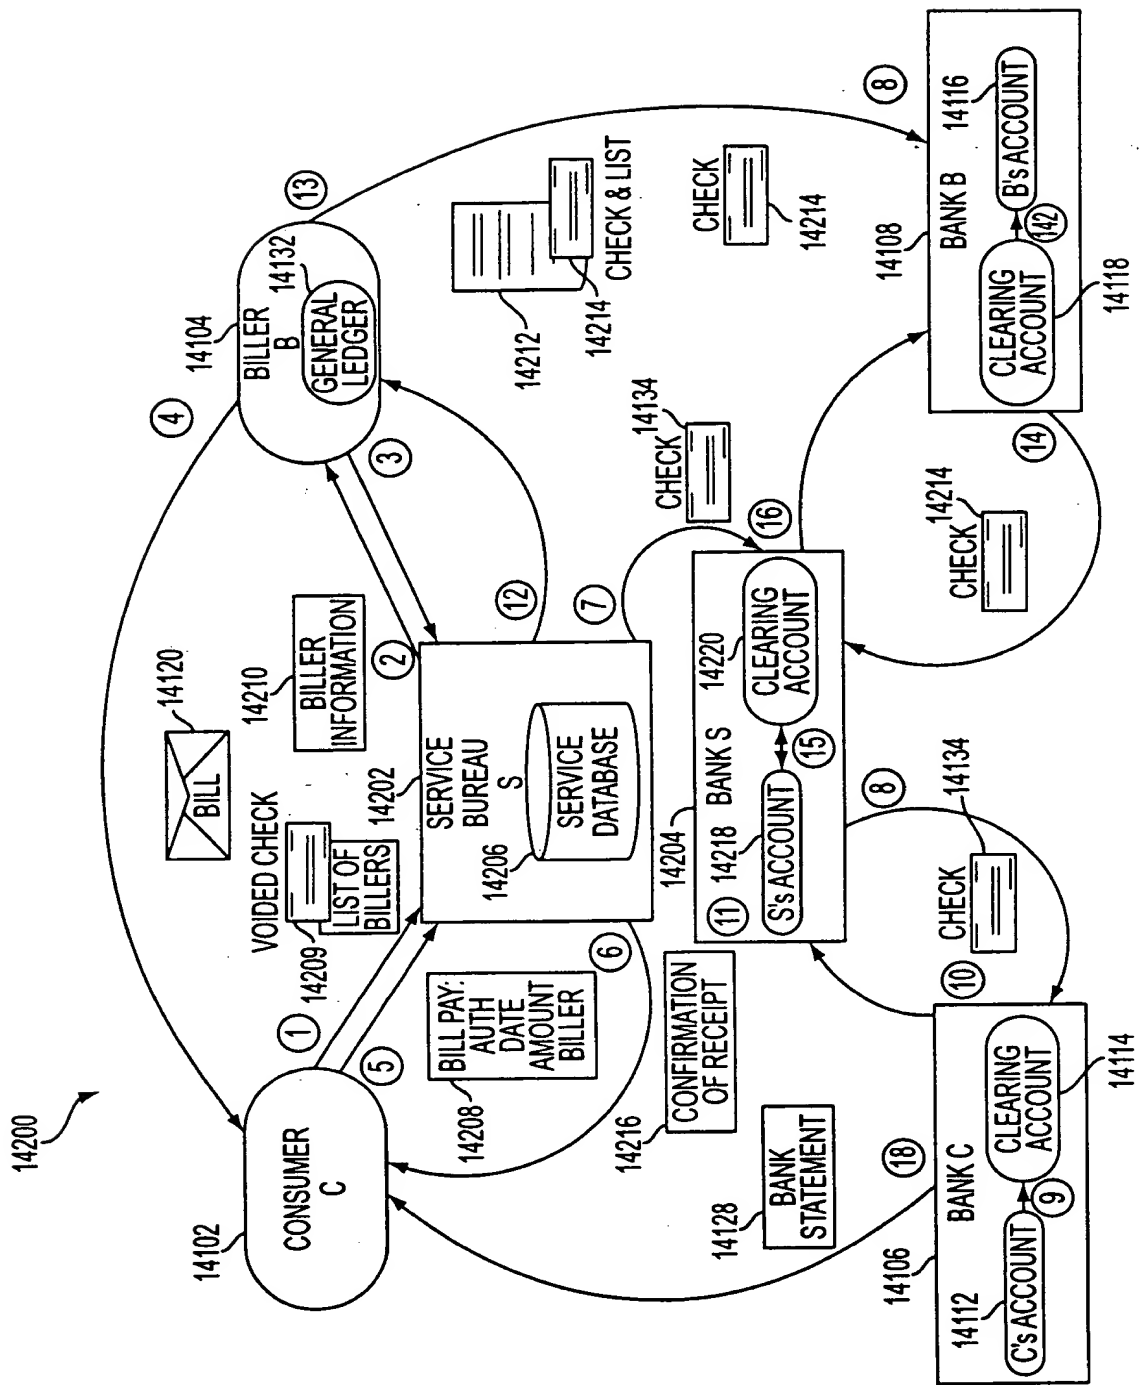 14200
14102
CONSUMER
C
1
5
VOIDED CHECK
14209
LIST OF
BILLERS
BILL
14120
4
BILL PAY:
AUTH
DATE
AMOUNT
BILLER
14208
6
14202
SERVICE
BUREAU
S
14206
SERVICE
DATABASE
14210
BILLER
INFORMATION
2
12
7
3
14104
BILLER
B
14132
GENERAL
LEDGER
13
14212
14214
CHECK & LIST
CHECK
14214
8
CONFIRMATION
OF RECEIPT
14216
14128
BANK
STATEMENT
18
14204
11
14218
BANK S
S's ACCOUNT
15
14220
CLEARING
ACCOUNT
16
CHECK
14134
8
CHECK
14134
10
14106
BANK C
14112
C's ACCOUNT
9
CLEARING
ACCOUNT
14114
14108
BANK B
14116
B's ACCOUNT
142
CLEARING
ACCOUNT
14118
14
CHECK
14214